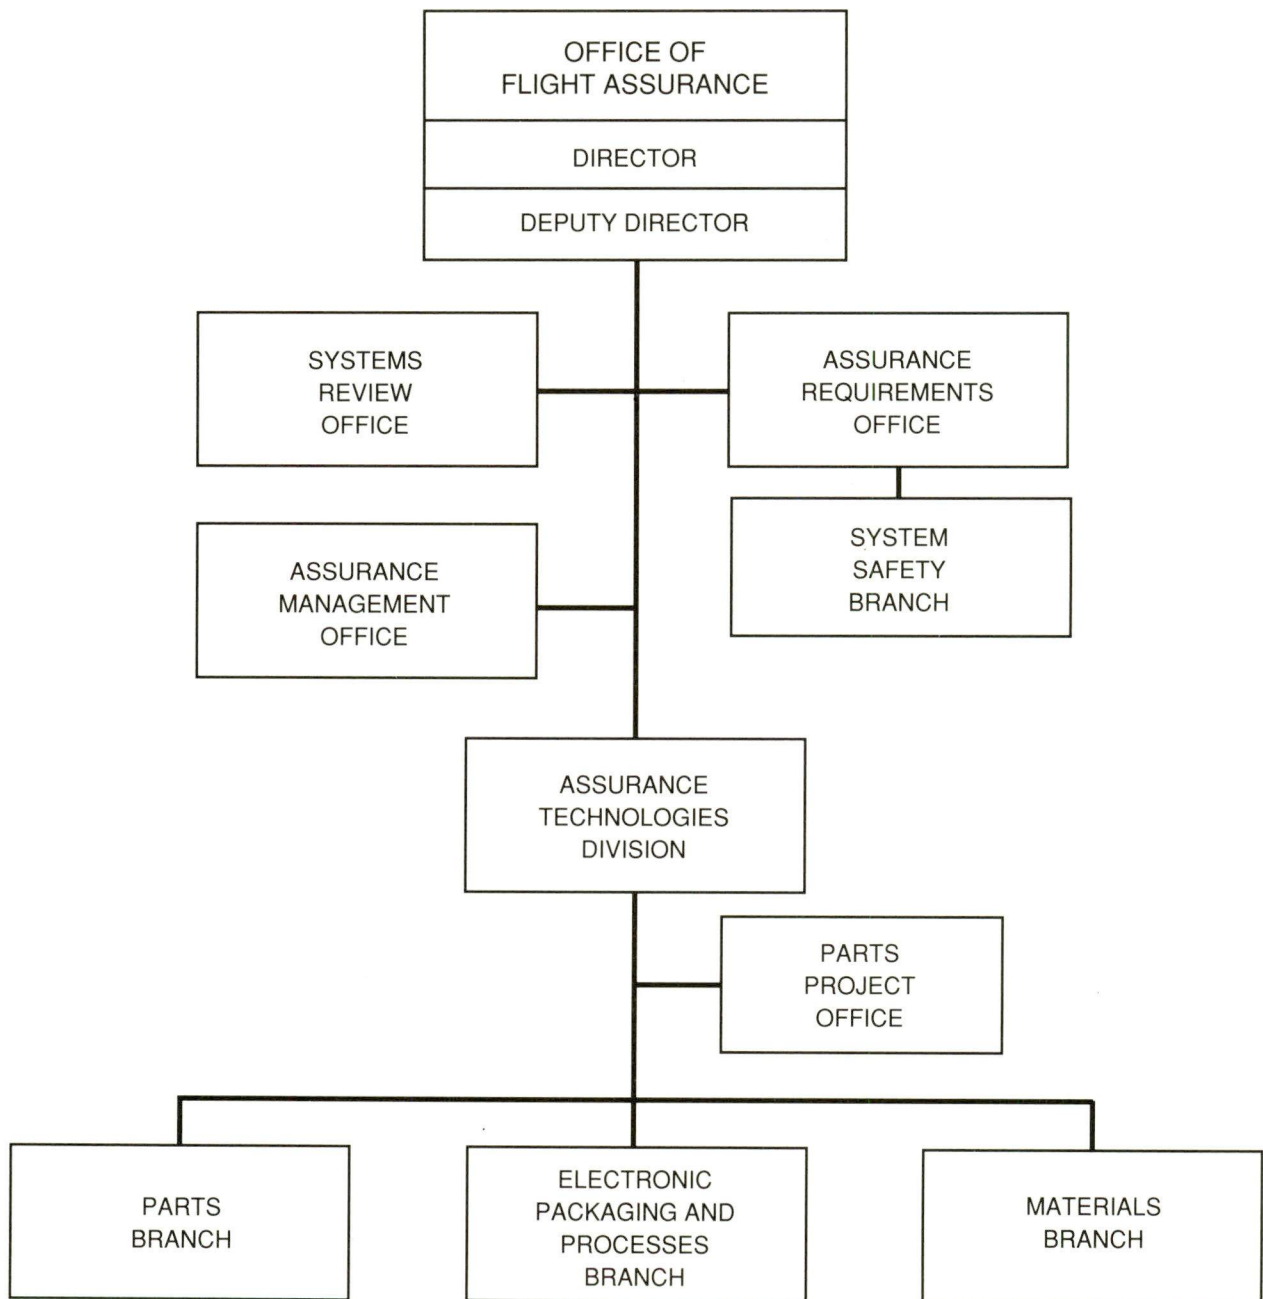 OFFICE OF
FLIGHT ASSURANCE
DIRECTOR
DEPUTY DIRECTOR
SYSTEMS
REVIEW
OFFICE
ASSURANCE
REQUIREMENTS
OFFICE
SYSTEM
SAFETY
BRANCH
ASSURANCE
MANAGEMENT
OFFICE
ASSURANCE
TECHNOLOGIES
DIVISION
PARTS
PROJECT
OFFICE
PARTS
BRANCH
ELECTRONIC
PACKAGING AND
PROCESSES
BRANCH
MATERIALS
BRANCH